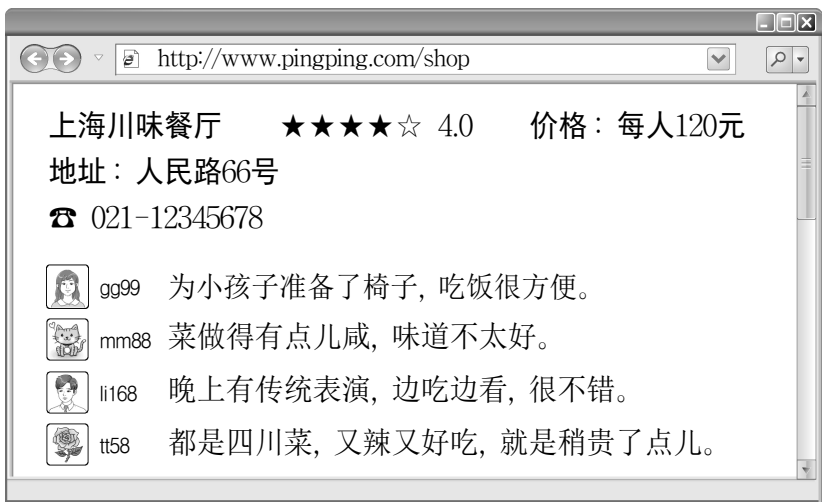 http://www.pingping.com/shop
上海川味餐厅 ★★★★☆ 4.0 价格：每人120元
地址：人民路66号
☎ 021-12345678
gg99 为小孩子准备了椅子, 吃饭很方便。
mm88 菜做得有点儿咸, 味道不太好。
li168 晚上有传统表演, 边吃边看, 很不错。
tt58 都是四川菜, 又辣又好吃, 就是稍贵了点儿。